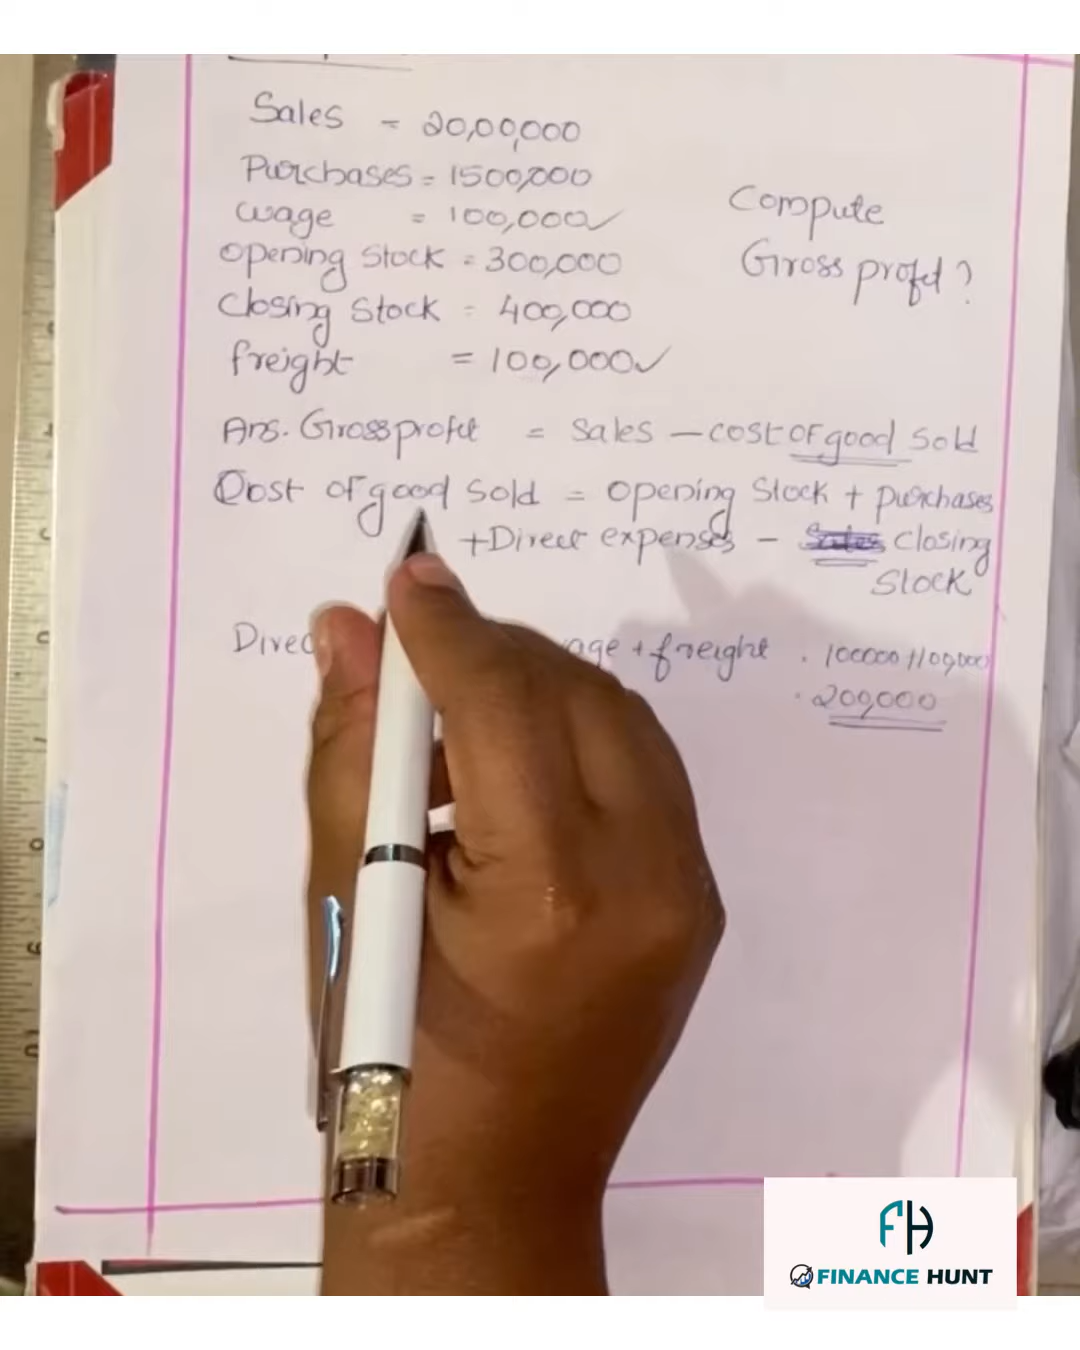 Sales = 20,00,000
Purchases = 1500,000
wage = 100,000✓
opening Stock = 300,000
Closing Stock = 400,000
freight = 100,000✓
Compute
Gross profit?
Ans. Gross profit = Sales - cost of good sold
Cost of good sold = opening Stock + purchases
+ Direct expenses - closing
Stock
Direc age + freight . 100000 + 100,000
. 200,000
FH
FINANCE HUNT